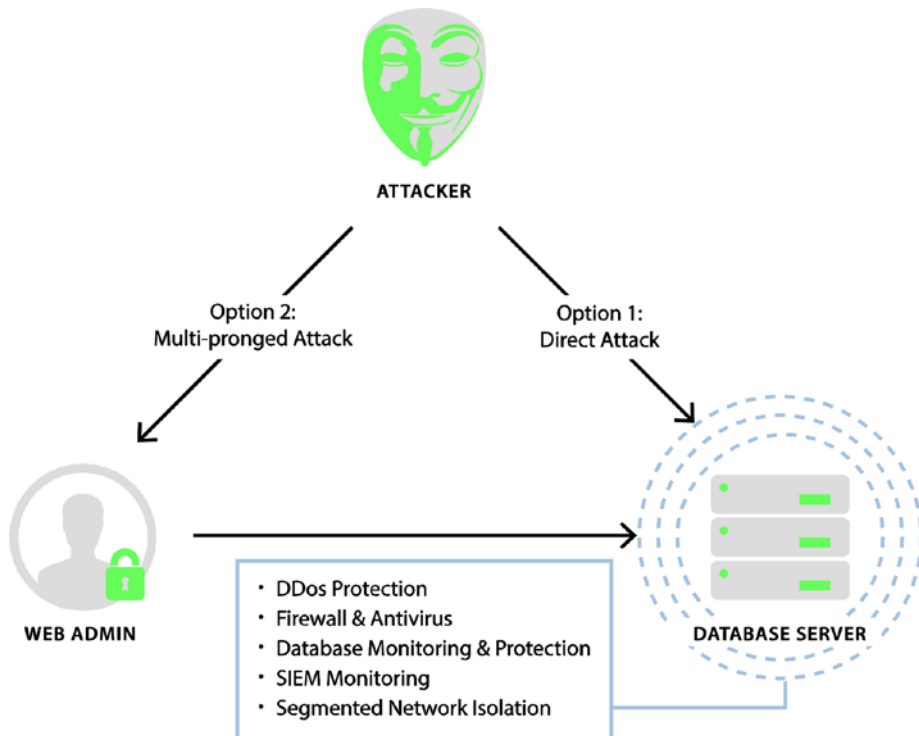 ATTACKER
Option 2:
Multi-pronged Attack
Option 1:
Direct Attack
WEB ADMIN
· DDos Protection
· Firewall & Antivirus
· Database Monitoring & Protection
· SIEM Monitoring
· Segmented Network Isolation
DATABASE SERVER